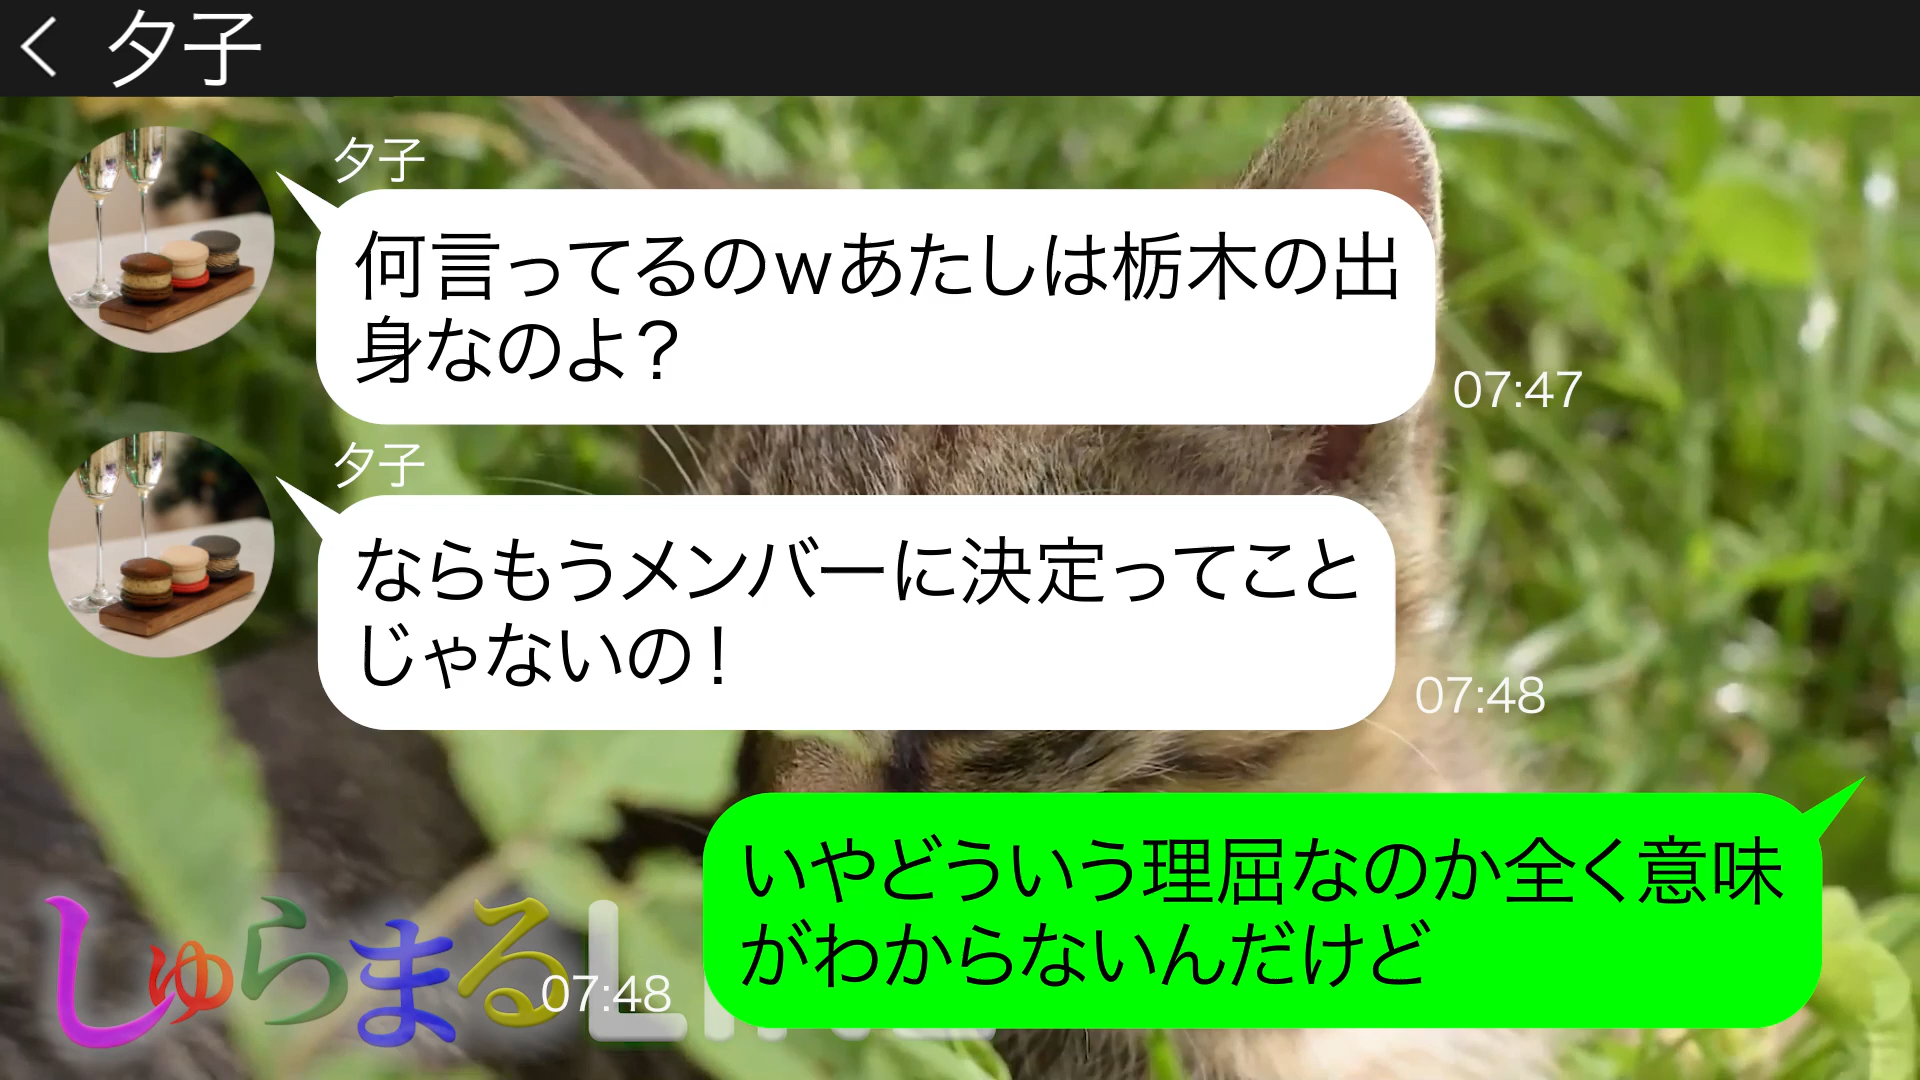 夕子
夕子
何言ってるのwあたしは栃木の出
身なのよ？
07:47
夕子
ならもうメンバーに決定ってこと
じゃないの！
07:48
いやどういう理屈なのか全く意味
がわからないんだけど
07:48
しゅらまるLINE